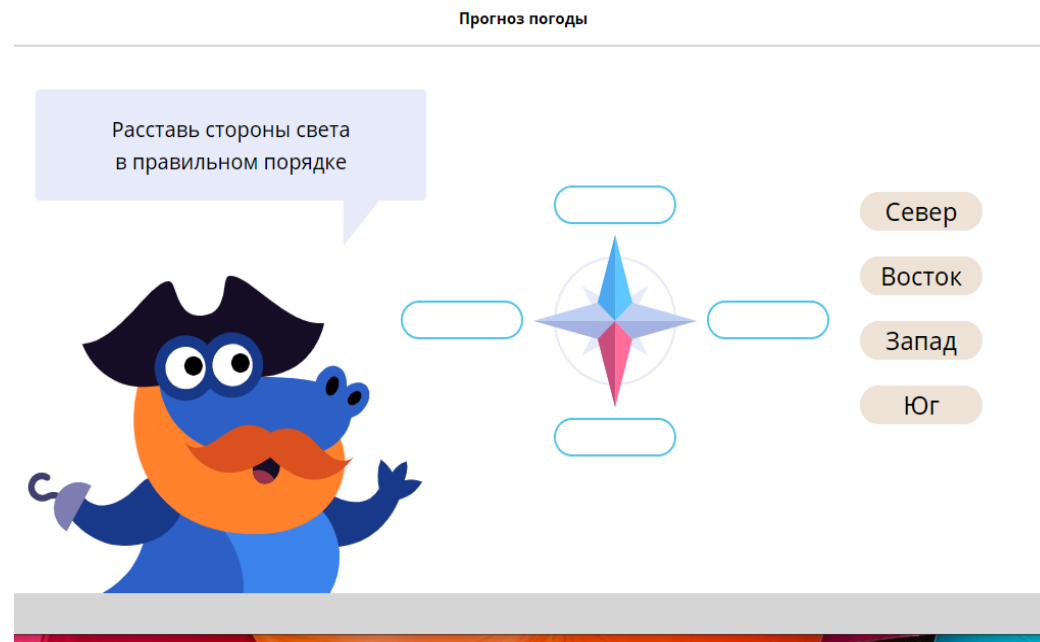 Прогноз погоды
Расставь стороны света
в правильном порядке
Север
Восток
Запад
Юг